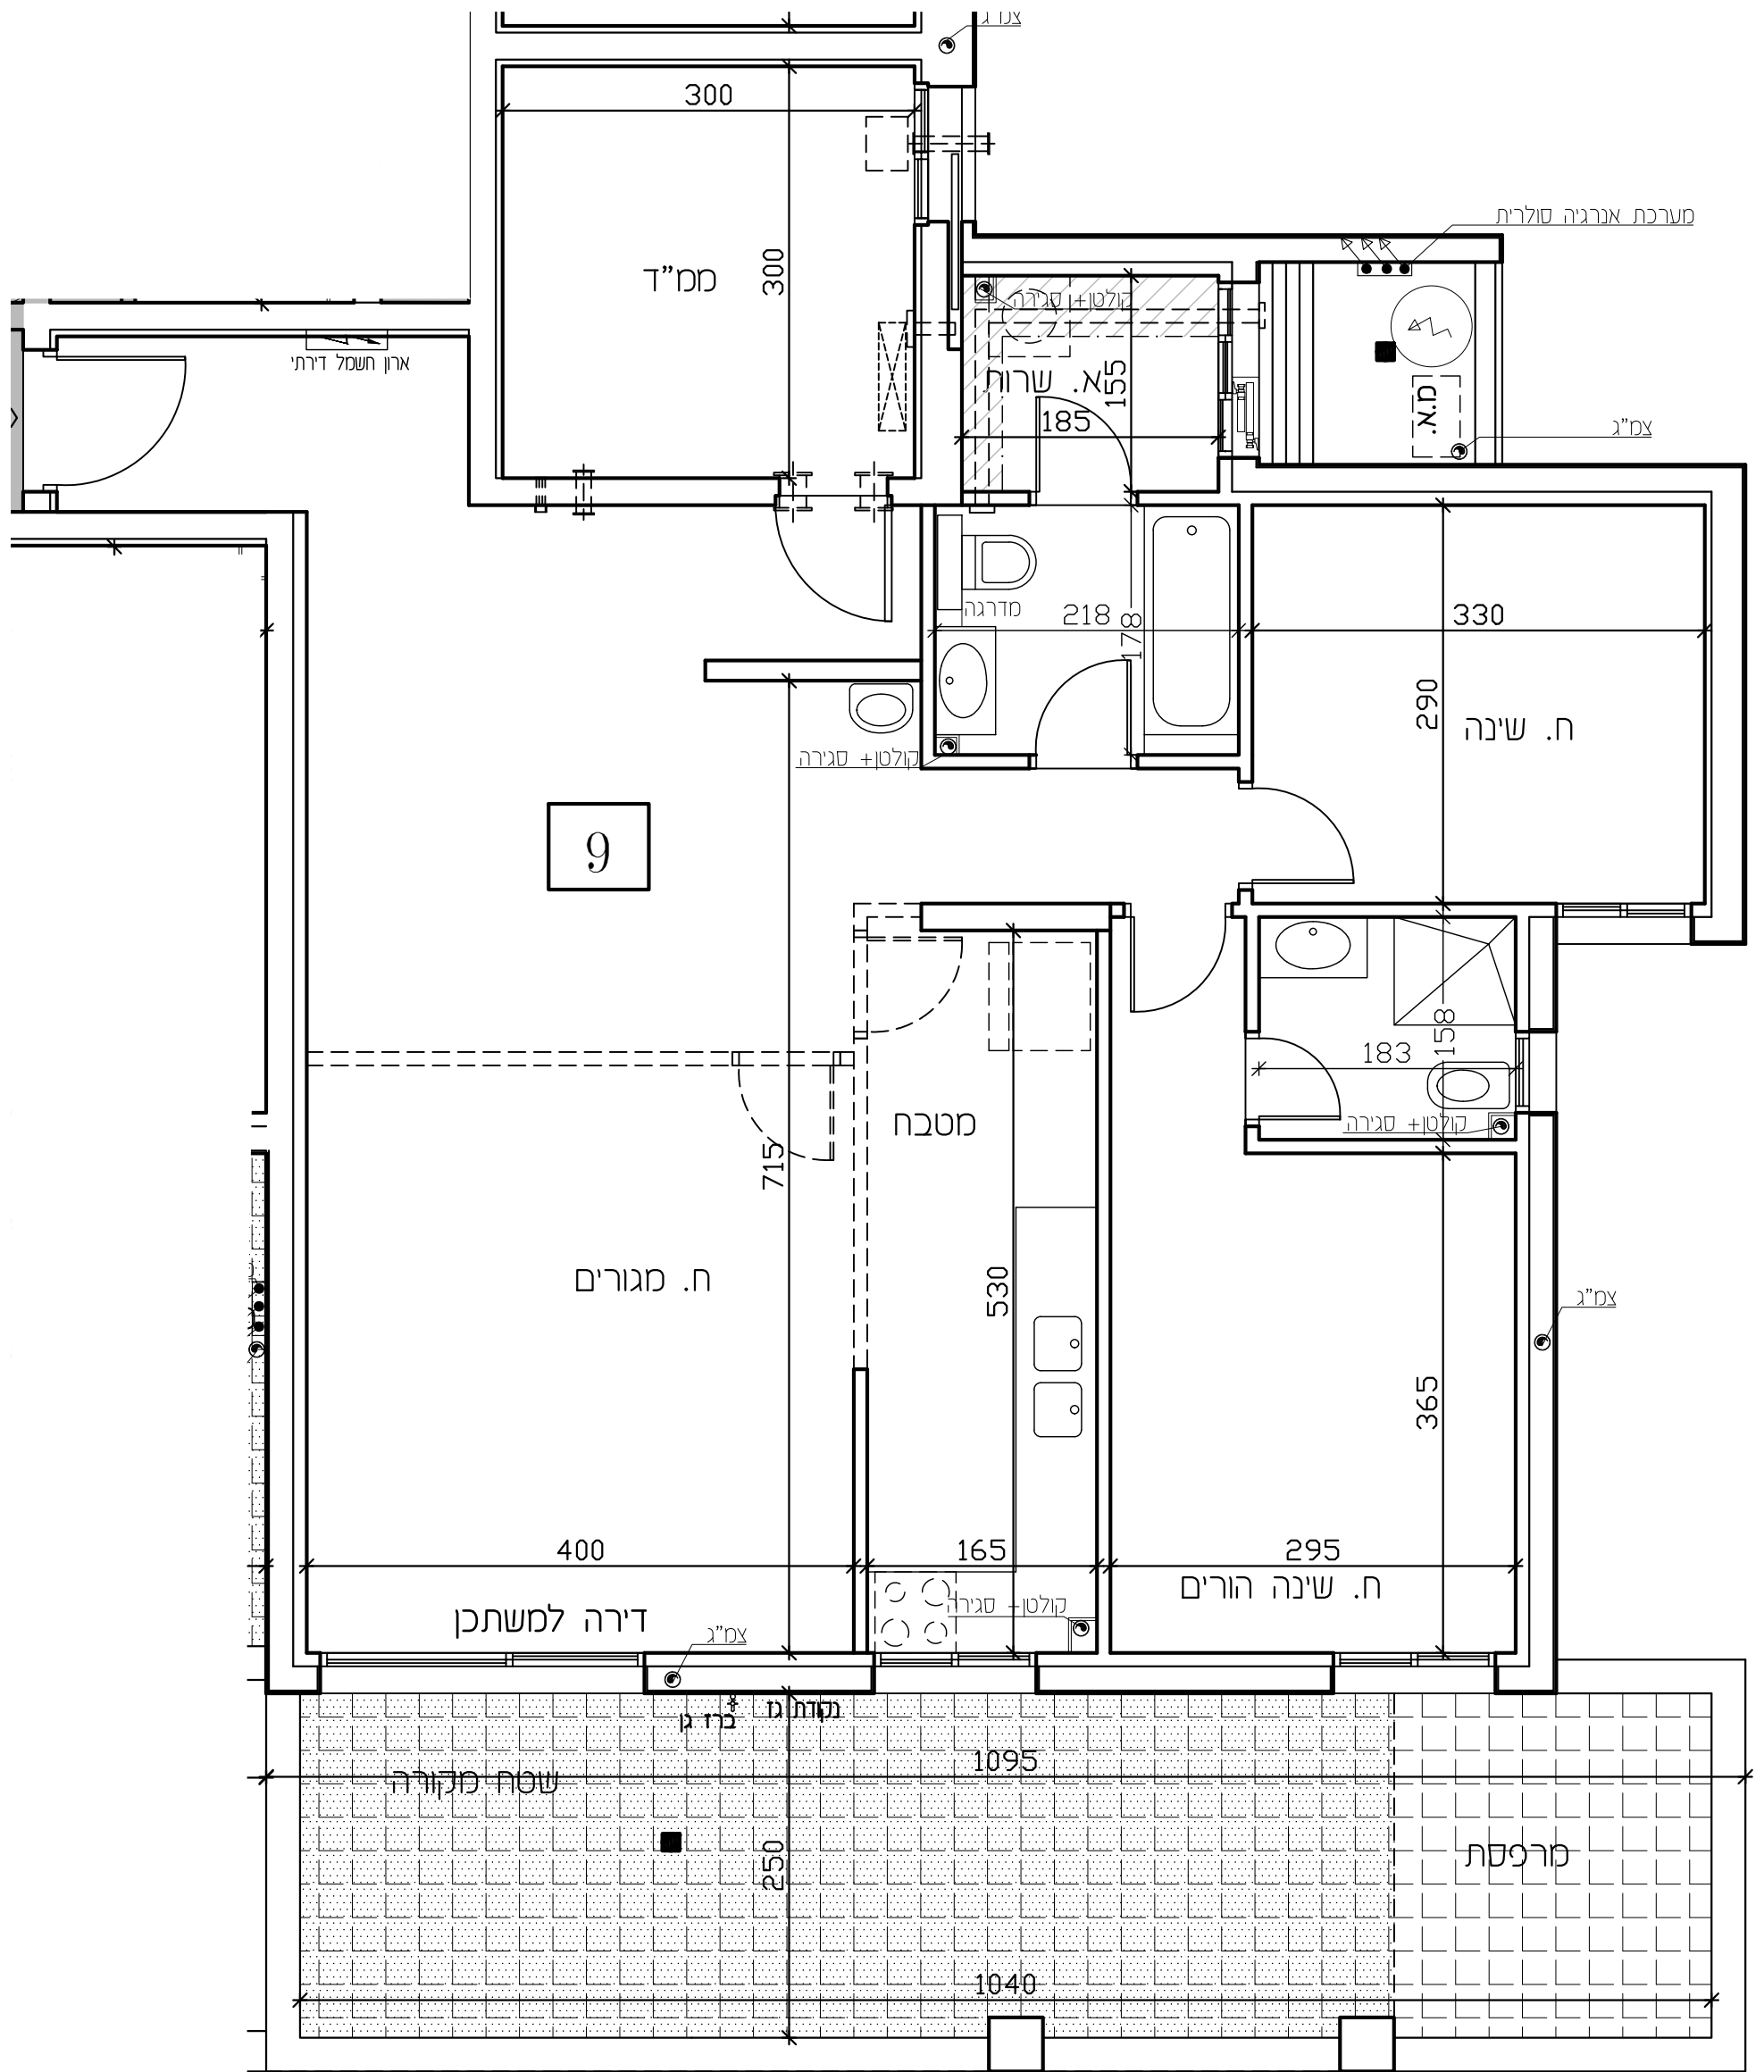 צמ"ג
300
מערכת אנרגיה סולרית
300
ממ"ד
קולטן+ סגירה
ארון חשמל דירתי
א. שרות
155
185
מ.א.
צמ"ג
מדרגה
218
178
330
290
ח. שינה
קולטן+ סגירה
9
158
183
קולטן+ סגירה
מטבח
715
ח. מגורים
530
צמ"ג
365
400
165
295
ח. שינה הורים
קולטן+ סגירה
דירה למשתכן
צמ"ג
נקודת גז
ברז גן
1095
שטח מקורה
250
מרפסת
1040